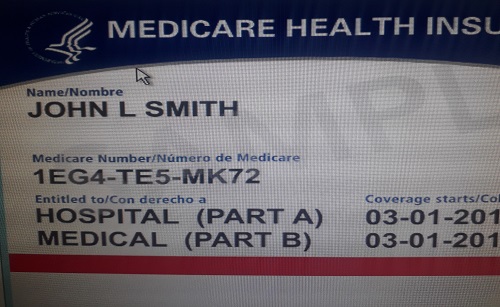 MEDICARE HEALTH INSU
Name/Nombre
JOHN L SMITH
AMPL
Medicare Number/Número de Medicare
1EG4-TE5-MK72
Entitled to/Con derecho a
Coverage starts/Co
HOSPITAL (PART A)
03-01-201
MEDICAL (PART B)
03-01-201